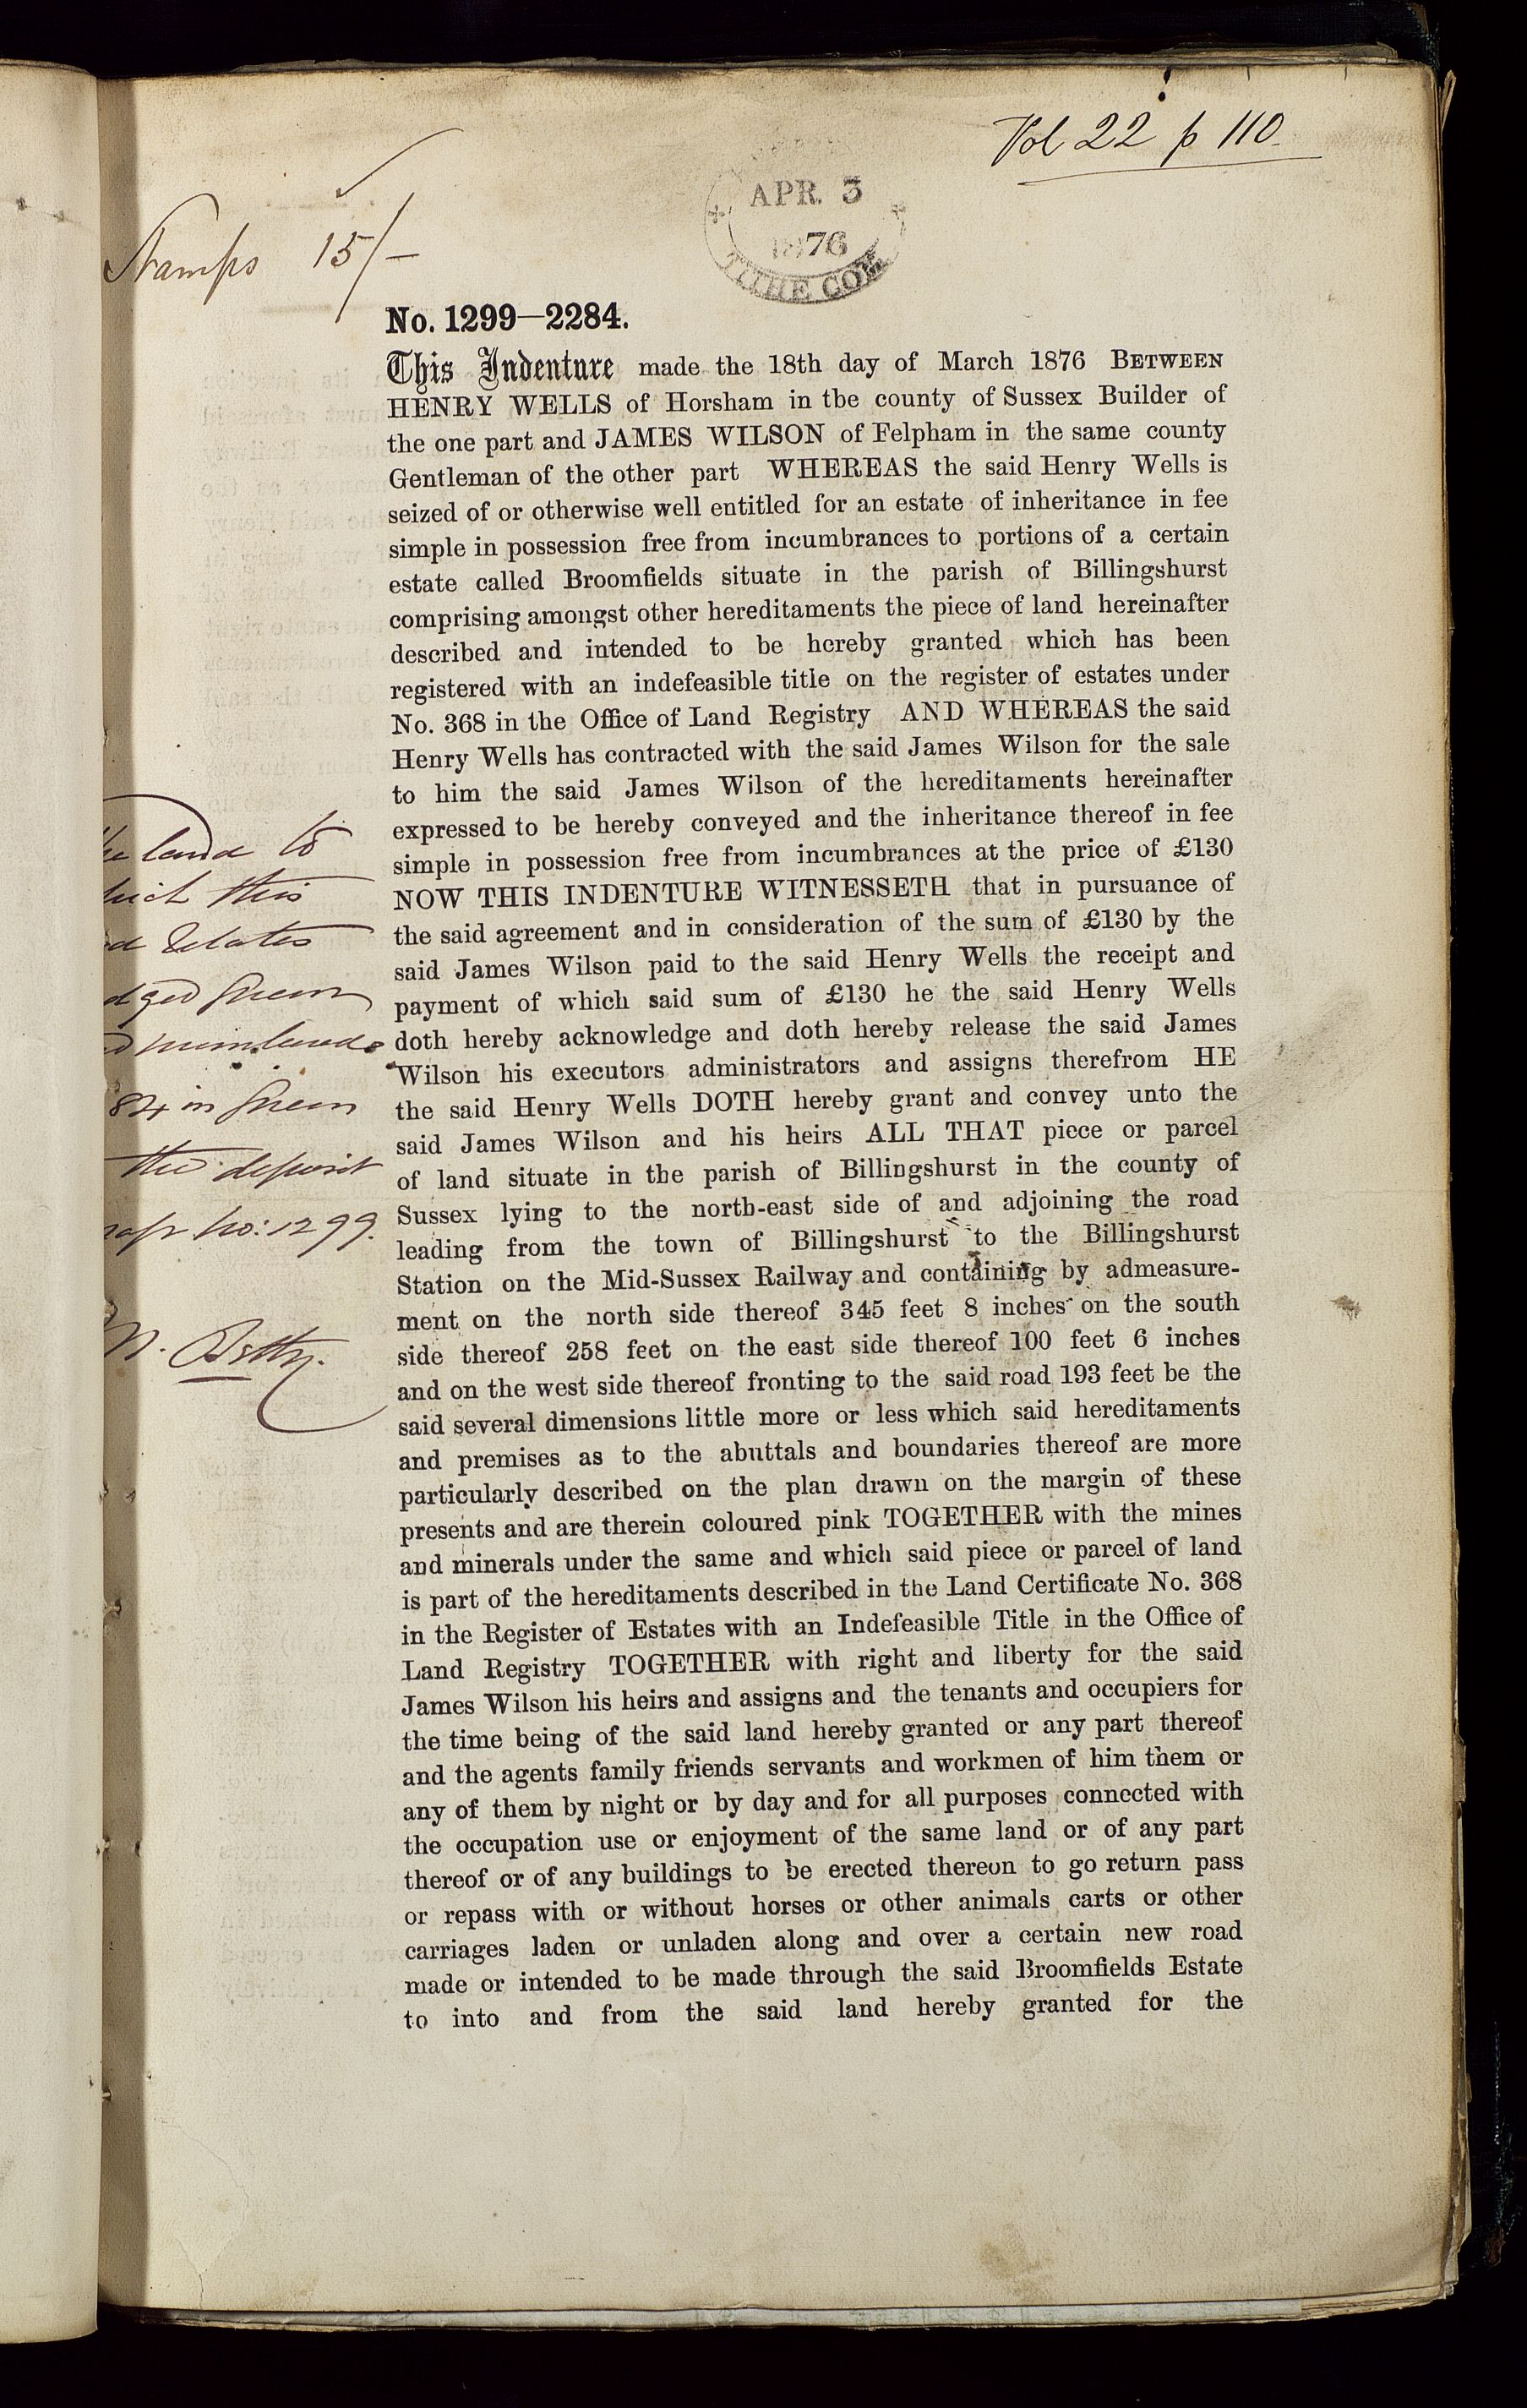 Vol 22 p 110
APR. 3
1876
TITHE COM
Stamps 15/-
No. 1299—2284.
This Indenture made the 18th day of March 1876 BETWEEN
HENRY WELLS of Horsham in the county of Sussex Builder of
the one part and JAMES WILSON of Felpham in the same county
Gentleman of the other part WHEREAS the said Henry Wells is
seized of or otherwise well entitled for an estate of inheritance in fee
simple in possession free from incumbrances to portions of a certain
estate called Broomfields situate in the parish of Billingshurst
comprising amongst other hereditaments the piece of land hereinafter
described and intended to be hereby granted which has been
registered with an indefeasible title on the register of estates under
No. 368 in the Office of Land Registry AND WHEREAS the said
Henry Wells has contracted with the said James Wilson for the sale
to him the said James Wilson of the hereditaments hereinafter
expressed to be hereby conveyed and the inheritance thereof in fee
simple in possession free from incumbrances at the price of £130
NOW THIS INDENTURE WITNESSETH that in pursuance of
the said agreement and in consideration of the sum of £130 by the
said James Wilson paid to the said Henry Wells the receipt and
payment of which said sum of £130 he the said Henry Wells
doth hereby acknowledge and doth hereby release the said James
Wilson his executors administrators and assigns therefrom HE
the said Henry Wells DOTH hereby grant and convey unto the
said James Wilson and his heirs ALL THAT piece or parcel
of land situate in the parish of Billingshurst in the county of
Sussex lying to the north-east side of and adjoining the road
leading from the town of Billingshurst to the Billingshurst
Station on the Mid-Sussex Railway and containing by admeasure-
ment on the north side thereof 345 feet 8 inches on the south
side thereof 258 feet on the east side thereof 100 feet 6 inches
and on the west side thereof fronting to the said road 193 feet be the
said several dimensions little more or less which said hereditaments
and premises as to the abuttals and boundaries thereof are more
particularly described on the plan drawn on the margin of these
presents and are therein coloured pink TOGETHER with the mines
and minerals under the same and which said piece or parcel of land
is part of the hereditaments described in the Land Certificate No. 368
in the Register of Estates with an Indefeasible Title in the Office of
Land Registry TOGETHER with right and liberty for the said
James Wilson his heirs and assigns and the tenants and occupiers for
the time being of the said land hereby granted or any part thereof
and the agents family friends servants and workmen of him them or
any of them by night or by day and for all purposes connected with
the occupation use or enjoyment of the same land or of any part
thereof or of any buildings to be erected thereon to go return pass
or repass with or without horses or other animals carts or other
carriages laden or unladen along and over a certain new road
made or intended to be made through the said Broomfields Estate
to into and from the said land hereby granted for the
land to
this
relates
green
numbered
84 in green
the deposit
no: 1299.